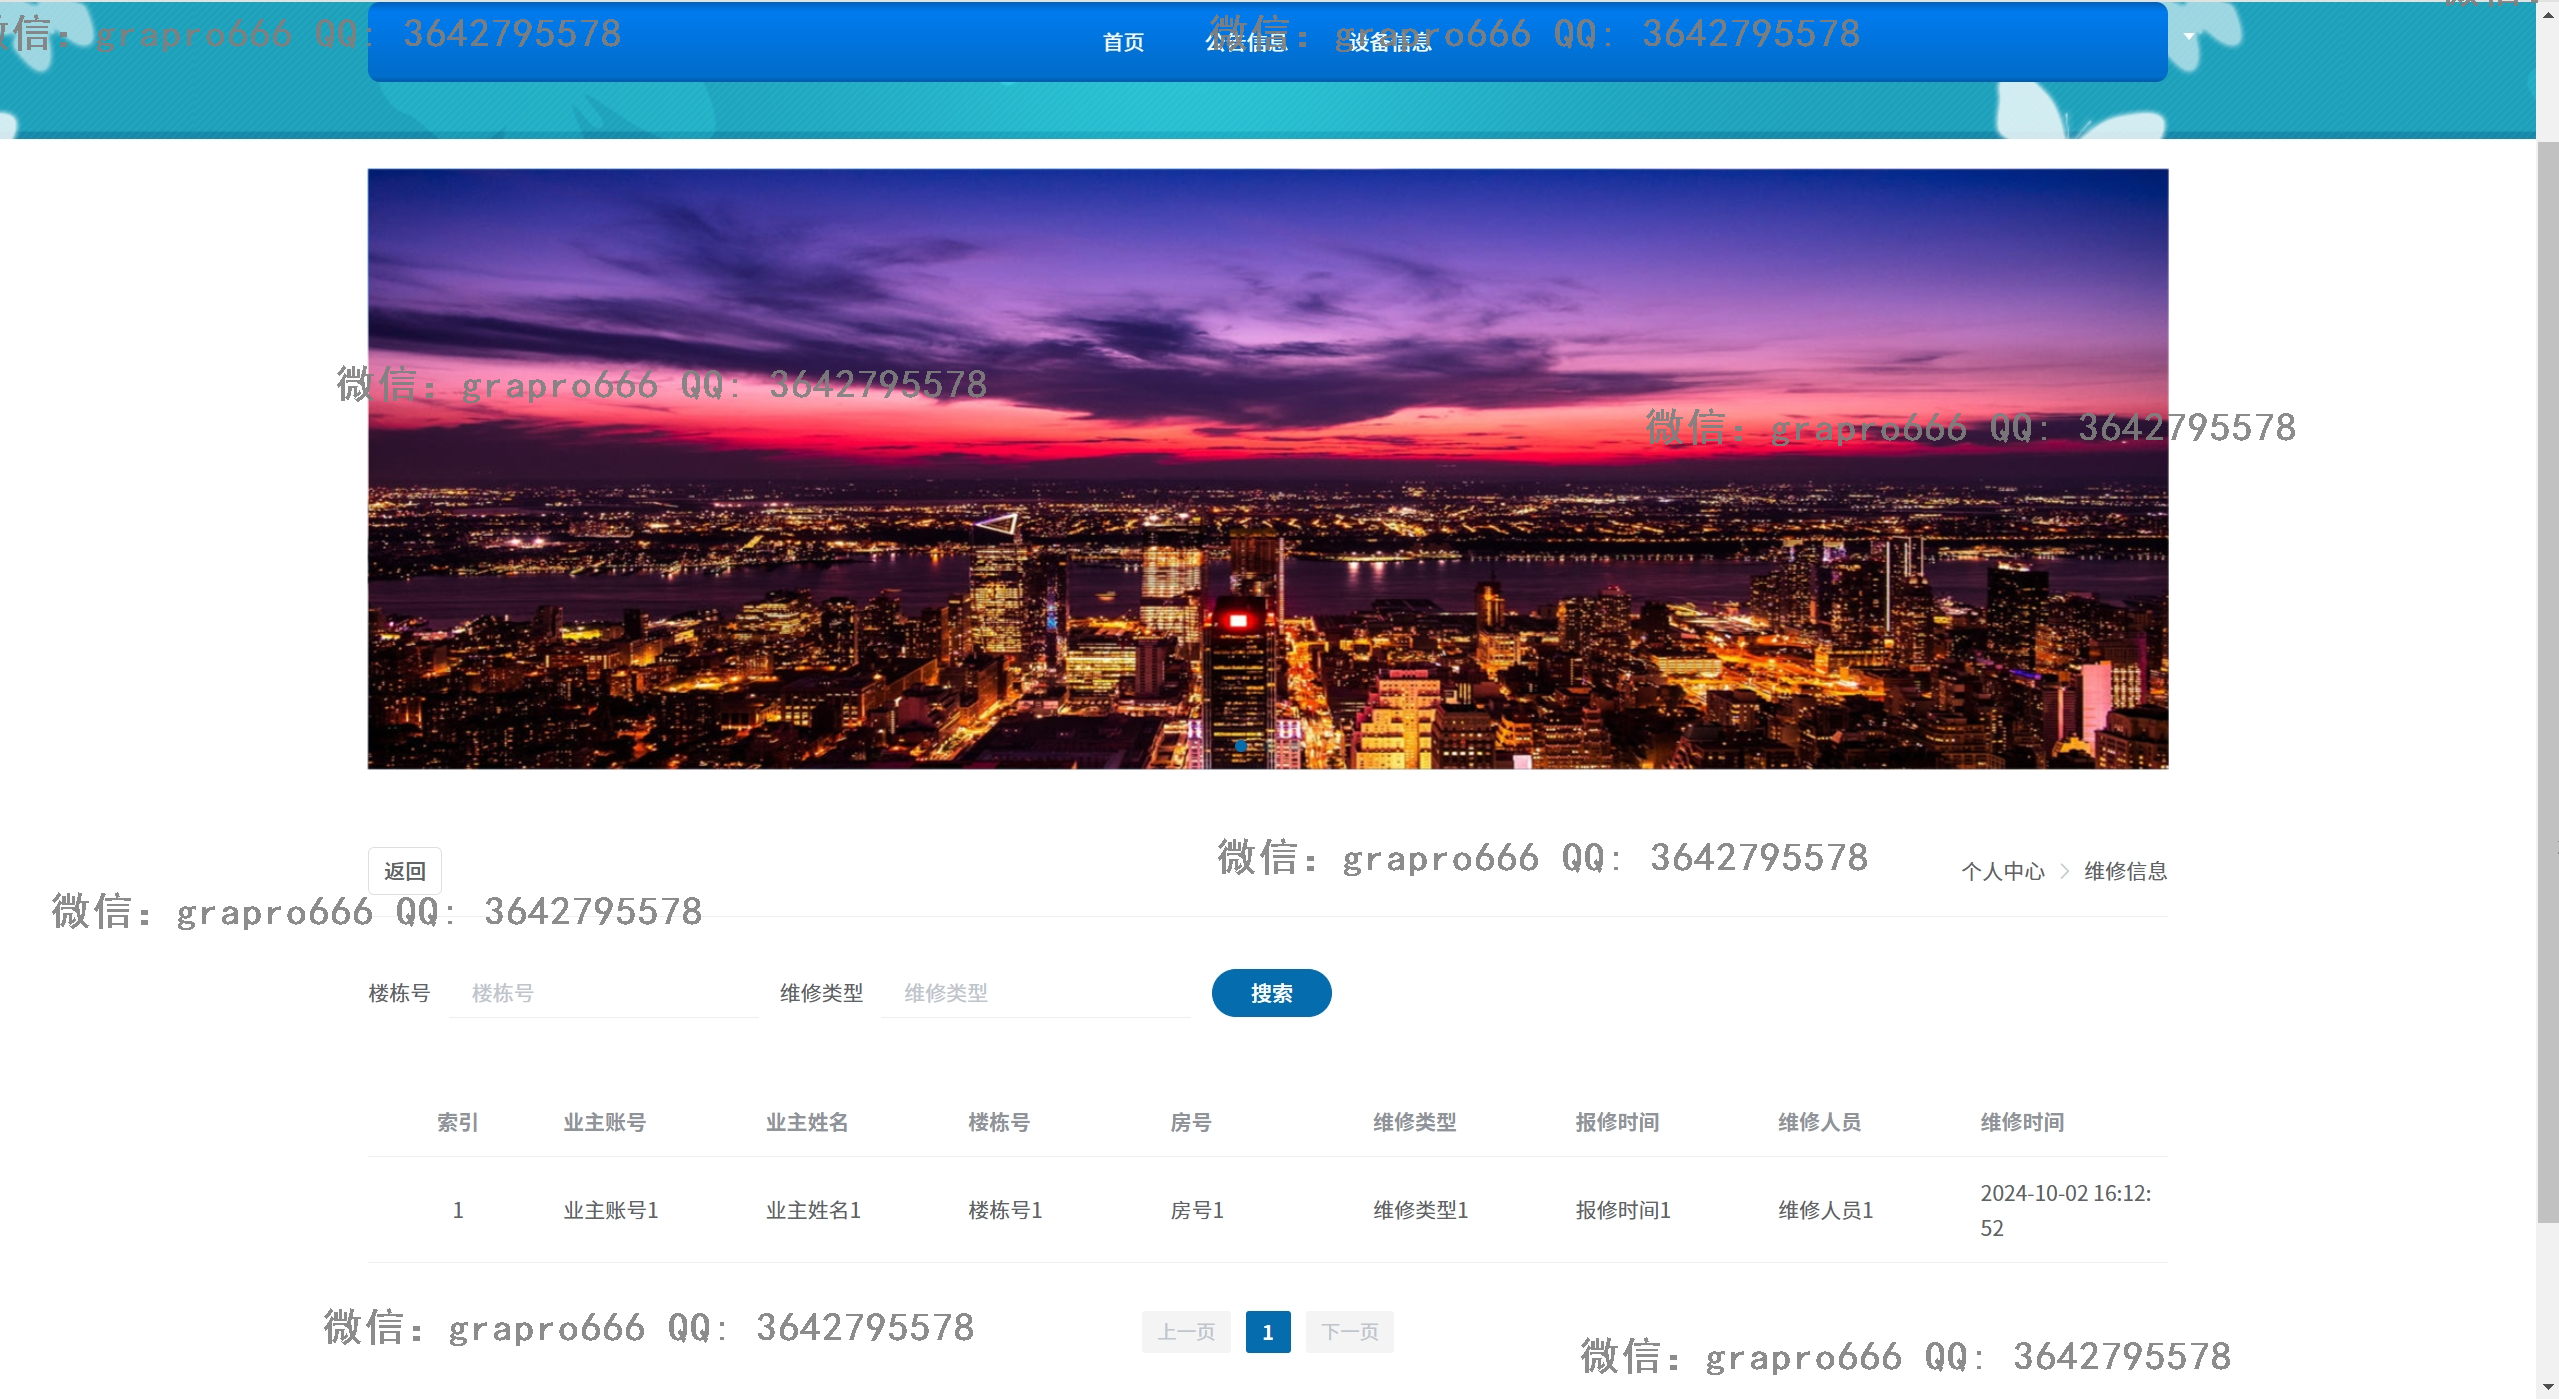 微信: grapro666 QQ: 3642795578
首页 公告信息 设备信息
微信: grapro666 QQ: 3642795578
微信: grapro666 QQ: 3642795578
微信: grapro666 QQ: 3642795578
微信: grapro666 QQ: 3642795578
返回
个人中心 > 维修信息
微信: grapro666 QQ: 3642795578
楼栋号 楼栋号 维修类型 维修类型 搜索
索引 业主账号 业主姓名 楼栋号 房号 维修类型 报修时间 维修人员 维修时间
1 业主账号1 业主姓名1 楼栋号1 房号1 维修类型1 报修时间1 维修人员1 2024-10-02 16:12:
52
微信: grapro666 QQ: 3642795578
上一页 1 下一页
微信: grapro666 QQ: 3642795578